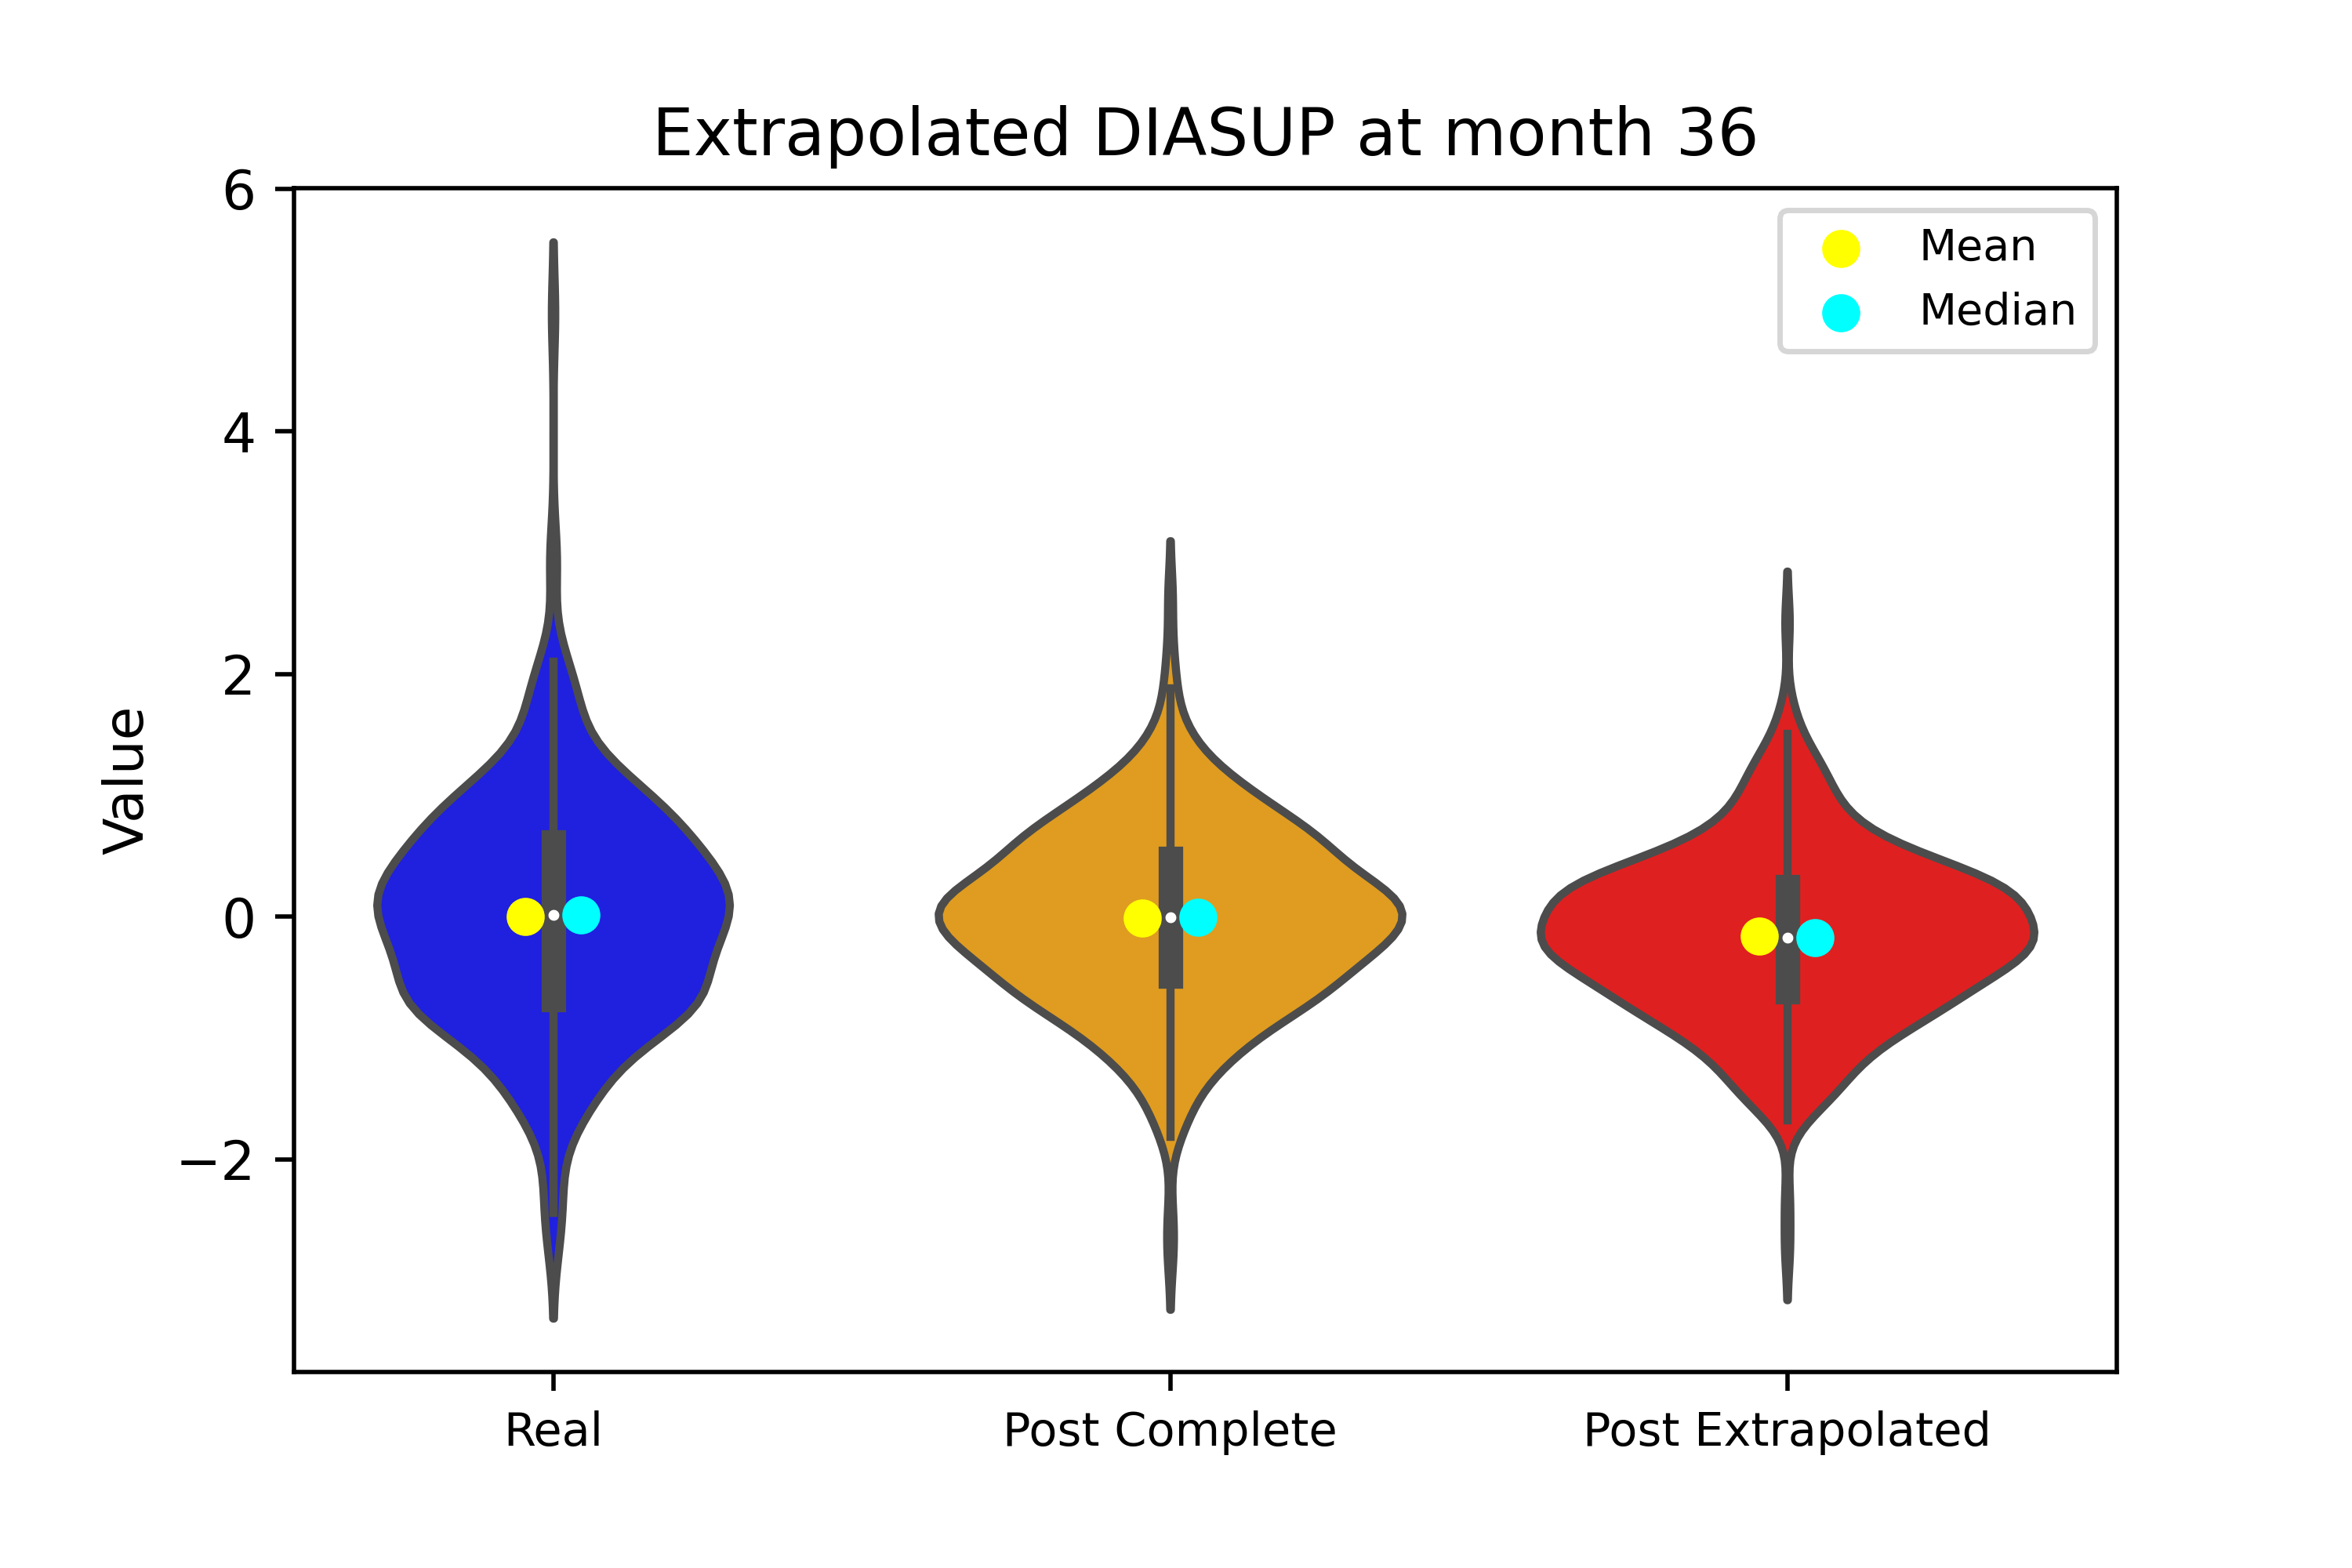 Extrapolated DIASUP at month 36
6
4
2
0
−2
Value
Mean
Median
Real
Post Complete
Post Extrapolated